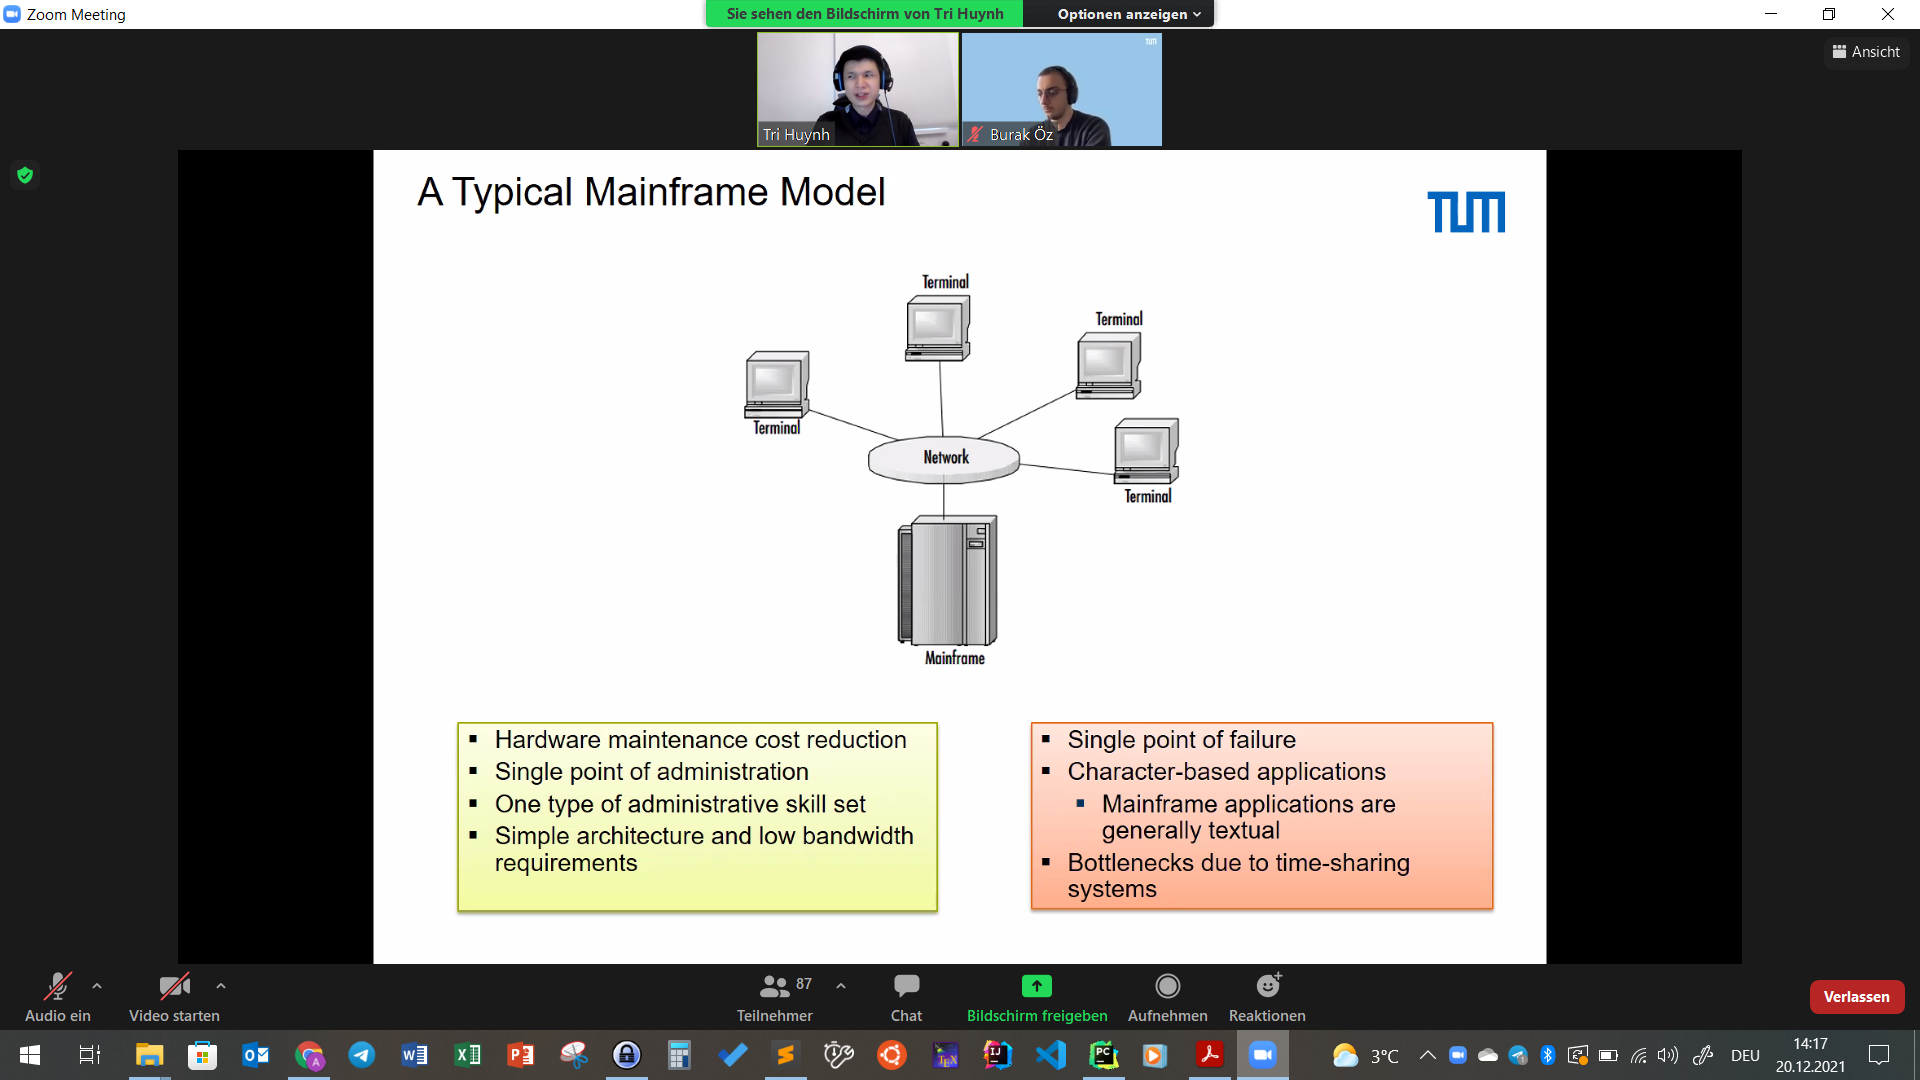 Zoom Meeting
Sie sehen den Bildschirm von Tri Huynh
Optionen anzeigen
Ansicht
TUM
Tri Huynh
Burak Öz
A Typical Mainframe Model
TUM
Terminal
Terminal
Terminal
Network
Terminal
Mainframe
▪ Hardware maintenance cost reduction
▪ Single point of administration
▪ One type of administrative skill set
▪ Simple architecture and low bandwidth
requirements
▪ Single point of failure
▪ Character-based applications
▪ Mainframe applications are
generally textual
▪ Bottlenecks due to time-sharing
systems
Audio ein
Video starten
87
Teilnehmer
Chat
Bildschirm freigeben
Aufnehmen
Reaktionen
Verlassen
3°C
DEU
14:17
20.12.2021